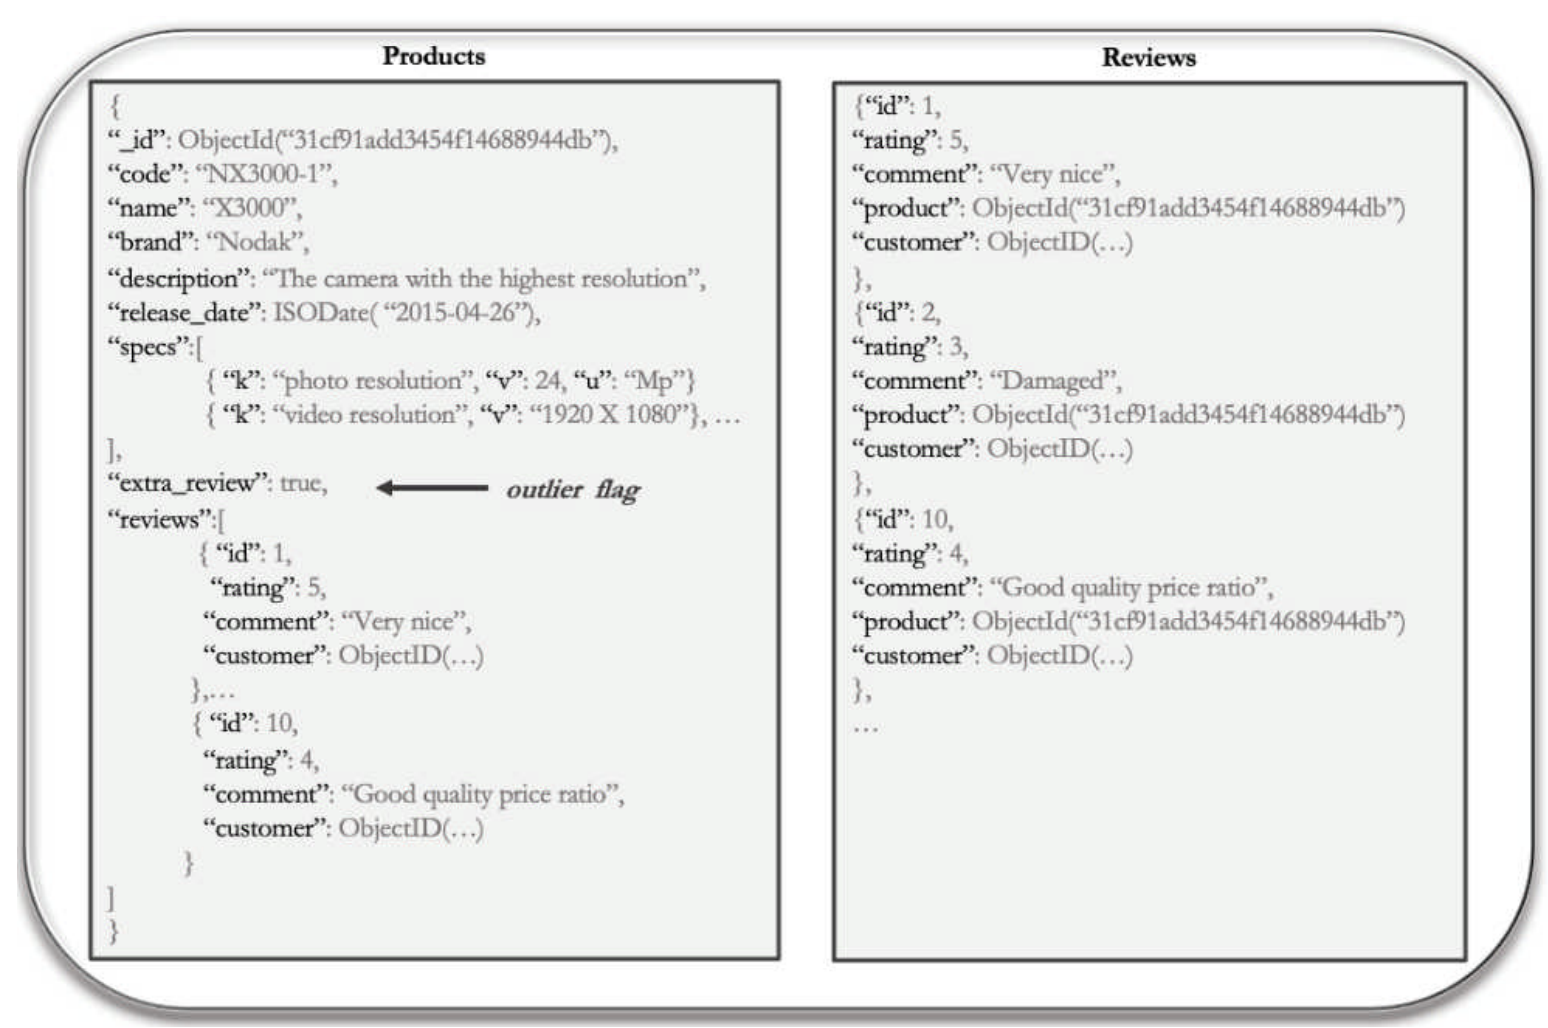 Products
{
“_id”: ObjectId(“31cf91add3454f14688944db”),
“code”: “NX3000-1”,
“name”: “X3000”,
“brand”: “Nodak”,
“description”: “The camera with the highest resolution”,
“release_date”: ISODate( “2015-04-26”),
“specs”:[
{ “k”: “photo resolution”, “v”: 24, “u”: “Mp”}
{ “k”: “video resolution”, “v”: “1920 X 1080”}, …
],
“extra_review”: true,
outlier flag
“reviews”:[
{ “id”: 1,
“rating”: 5,
“comment”: “Very nice”,
“customer”: ObjectID(…)
},…
{ “id”: 10,
“rating”: 4,
“comment”: “Good quality price ratio”,
“customer”: ObjectID(…)
}
]
}
Reviews
{“id”: 1,
“rating”: 5,
“comment”: “Very nice”,
“product”: ObjectId(“31cf91add3454f14688944db”)
“customer”: ObjectID(…)
},
{“id”: 2,
“rating”: 3,
“comment”: “Damaged”,
“product”: ObjectId(“31cf91add3454f14688944db”)
“customer”: ObjectID(…)
},
{“id”: 10,
“rating”: 4,
“comment”: “Good quality price ratio”,
“product”: ObjectId(“31cf91add3454f14688944db”)
“customer”: ObjectID(…)
},
…